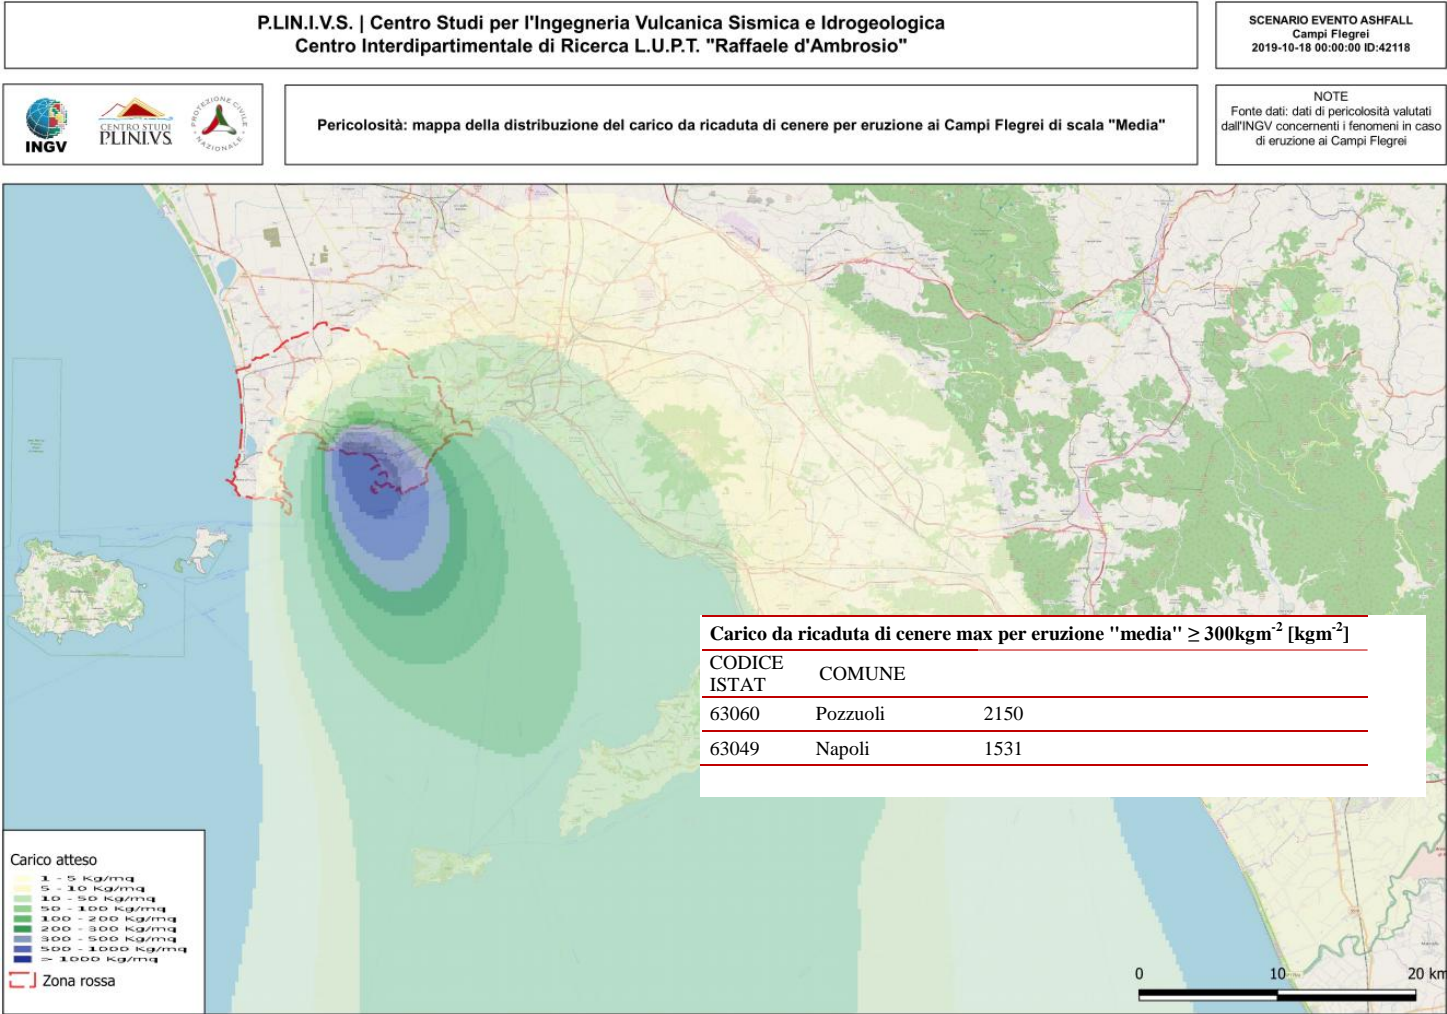 P.LIN.I.V.S. | Centro Studi per l'Ingegneria Vulcanica Sismica e Idrogeologica
Centro Interdipartimentale di Ricerca L.U.P.T. "Raffaele d'Ambrosio"
SCENARIO EVENTO ASHFALL
Campi Flegrei
2019-10-18 00:00:00 ID:42118
INGV
CENTRO STUDI
PLINIVS
PROTEZIONE CIVILE
NAZIONALE
Pericolosità: mappa della distribuzione del carico da ricaduta di cenere per eruzione ai Campi Flegrei di scala "Media"
NOTE
Fonte dati: dati di pericolosità valutati
dall'INGV concernenti i fenomeni in caso
di eruzione ai Campi Flegrei
Carico da ricaduta di cenere max per eruzione "media" ≥ 300kgm⁻² [kgm⁻²]
CODICE
ISTAT
COMUNE
63060 Pozzuoli 2150
63049 Napoli 1531
Carico atteso
1 - 5 Kg/mq
5 - 10 Kg/mq
10 - 50 Kg/mq
50 - 100 Kg/mq
100 - 200 Kg/mq
200 - 300 Kg/mq
300 - 500 Kg/mq
500 - 1000 Kg/mq
> 1000 Kg/mq
Zona rossa
0 10 20 km